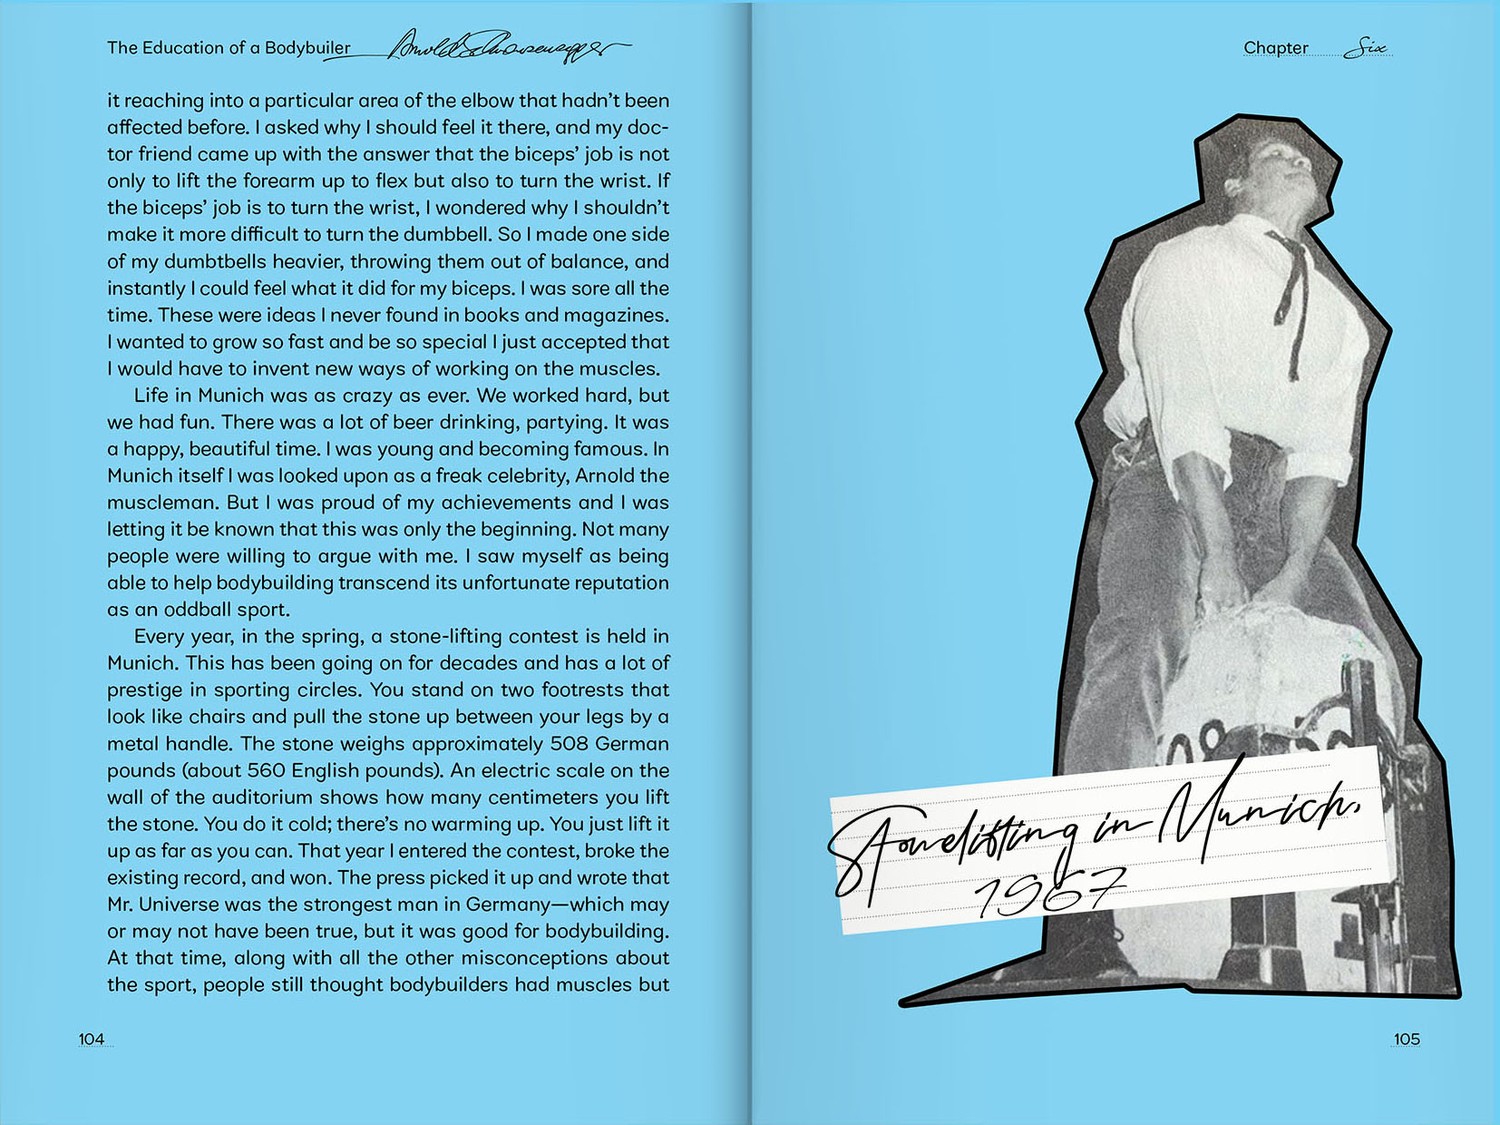 The Education of a Bodybuiler Arnold Schwarzenegger
it reaching into a particular area of the elbow that hadn't been
affected before. I asked why I should feel it there, and my doc-
tor friend came up with the answer that the biceps' job is not
only to lift the forearm up to flex but also to turn the wrist. If
the biceps' job is to turn the wrist, I wondered why I shouldn't
make it more difficult to turn the dumbbell. So I made one side
of my dumbtbells heavier, throwing them out of balance, and
instantly I could feel what it did for my biceps. I was sore all the
time. These were ideas I never found in books and magazines.
I wanted to grow so fast and be so special I just accepted that
I would have to invent new ways of working on the muscles.
Life in Munich was as crazy as ever. We worked hard, but
we had fun. There was a lot of beer drinking, partying. It was
a happy, beautiful time. I was young and becoming famous. In
Munich itself I was looked upon as a freak celebrity, Arnold the
muscleman. But I was proud of my achievements and I was
letting it be known that this was only the beginning. Not many
people were willing to argue with me. I saw myself as being
able to help bodybuilding transcend its unfortunate reputation
as an oddball sport.
Every year, in the spring, a stone-lifting contest is held in
Munich. This has been going on for decades and has a lot of
prestige in sporting circles. You stand on two footrests that
look like chairs and pull the stone up between your legs by a
metal handle. The stone weighs approximately 508 German
pounds (about 560 English pounds). An electric scale on the
wall of the auditorium shows how many centimeters you lift
the stone. You do it cold; there's no warming up. You just lift it
up as far as you can. That year I entered the contest, broke the
existing record, and won. The press picked it up and wrote that
Mr. Universe was the strongest man in Germany—which may
or may not have been true, but it was good for bodybuilding.
At that time, along with all the other misconceptions about
the sport, people still thought bodybuilders had muscles but
104
Chapter Six
Stonelifting in Munich,
1967
105